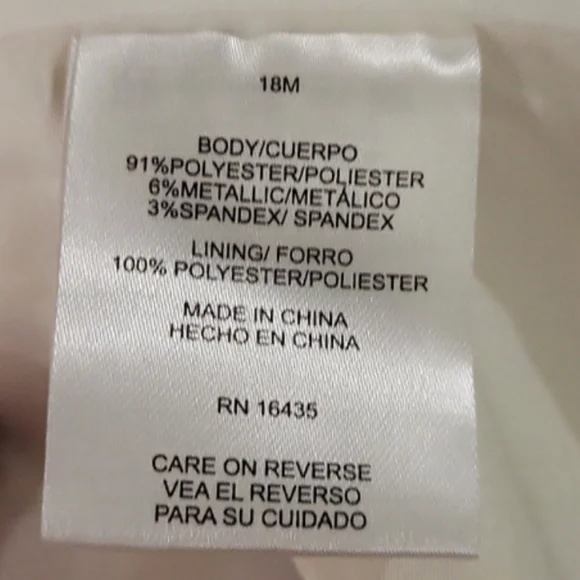 18M
BODY/CUERPO
91%POLYESTER/POLIESTER
6%METALLIC/METÁLICO
3%SPANDEX/ SPANDEX
LINING/ FORRO
100% POLYESTER/POLIESTER
MADE IN CHINA
HECHO EN CHINA
RN 16435
CARE ON REVERSE
VEA EL REVERSO
PARA SU CUIDADO